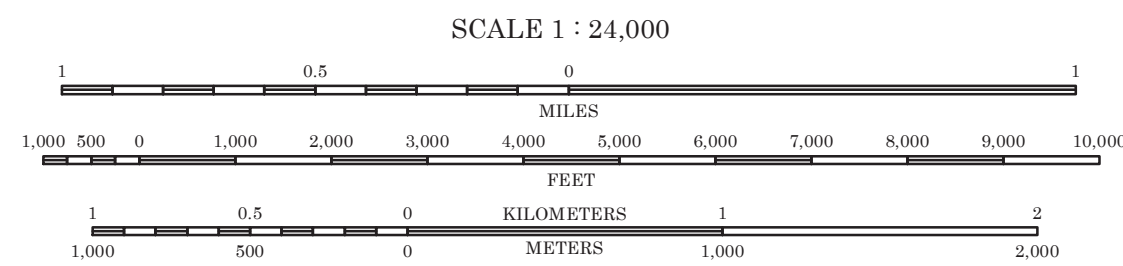 SCALE 1 : 24,000
1 0.5 0 1
MILES
1,000 500 0 1,000 2,000 3,000 4,000 5,000 6,000 7,000 8,000 9,000 10,000
FEET
1 0.5 0 KILOMETERS 1 2
1,000 500 0 METERS 1,000 2,000